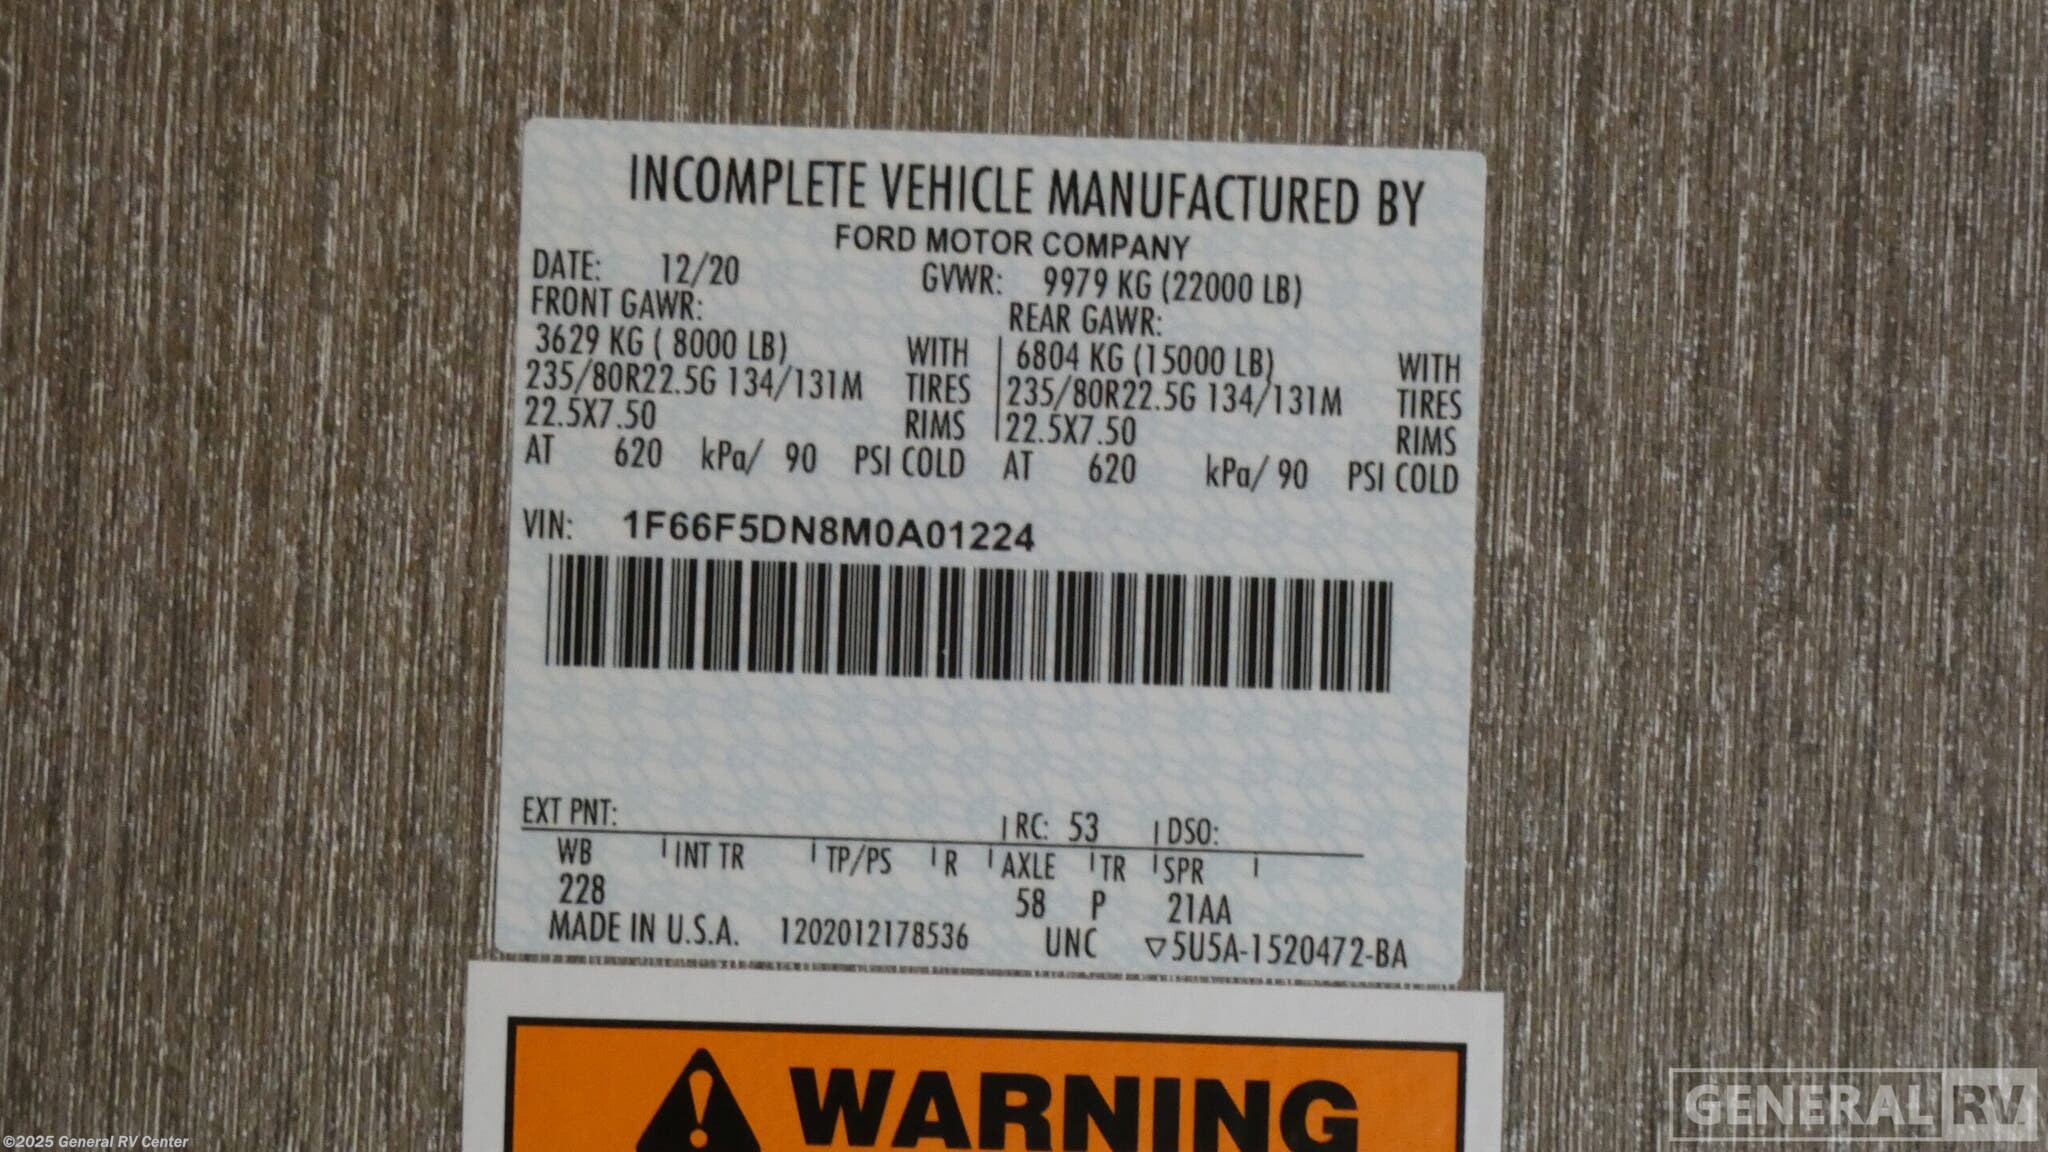 INCOMPLETE VEHICLE MANUFACTURED BY
FORD MOTOR COMPANY
DATE: 12/20 GVWR: 9979 KG (22000 LB)
FRONT GAWR: REAR GAWR:
3629 KG ( 8000 LB) WITH 6804 KG (15000 LB) WITH
235/80R22.5G 134/131M TIRES 235/80R22.5G 134/131M TIRES
22.5X7.50 RIMS 22.5X7.50 RIMS
AT 620 kPa/ 90 PSI COLD AT 620 kPa/ 90 PSI COLD
VIN: 1F66F5DN8M0A01224
EXT PNT: RC: 53 DSO:
WB INT TR TP/PS R AXLE TR SPR
228 58 P 21AA
MADE IN U.S.A. 1202012178536 UNC ▽5U5A-1520472-BA
WARNING
GENERAL RV
©2025 General RV Center